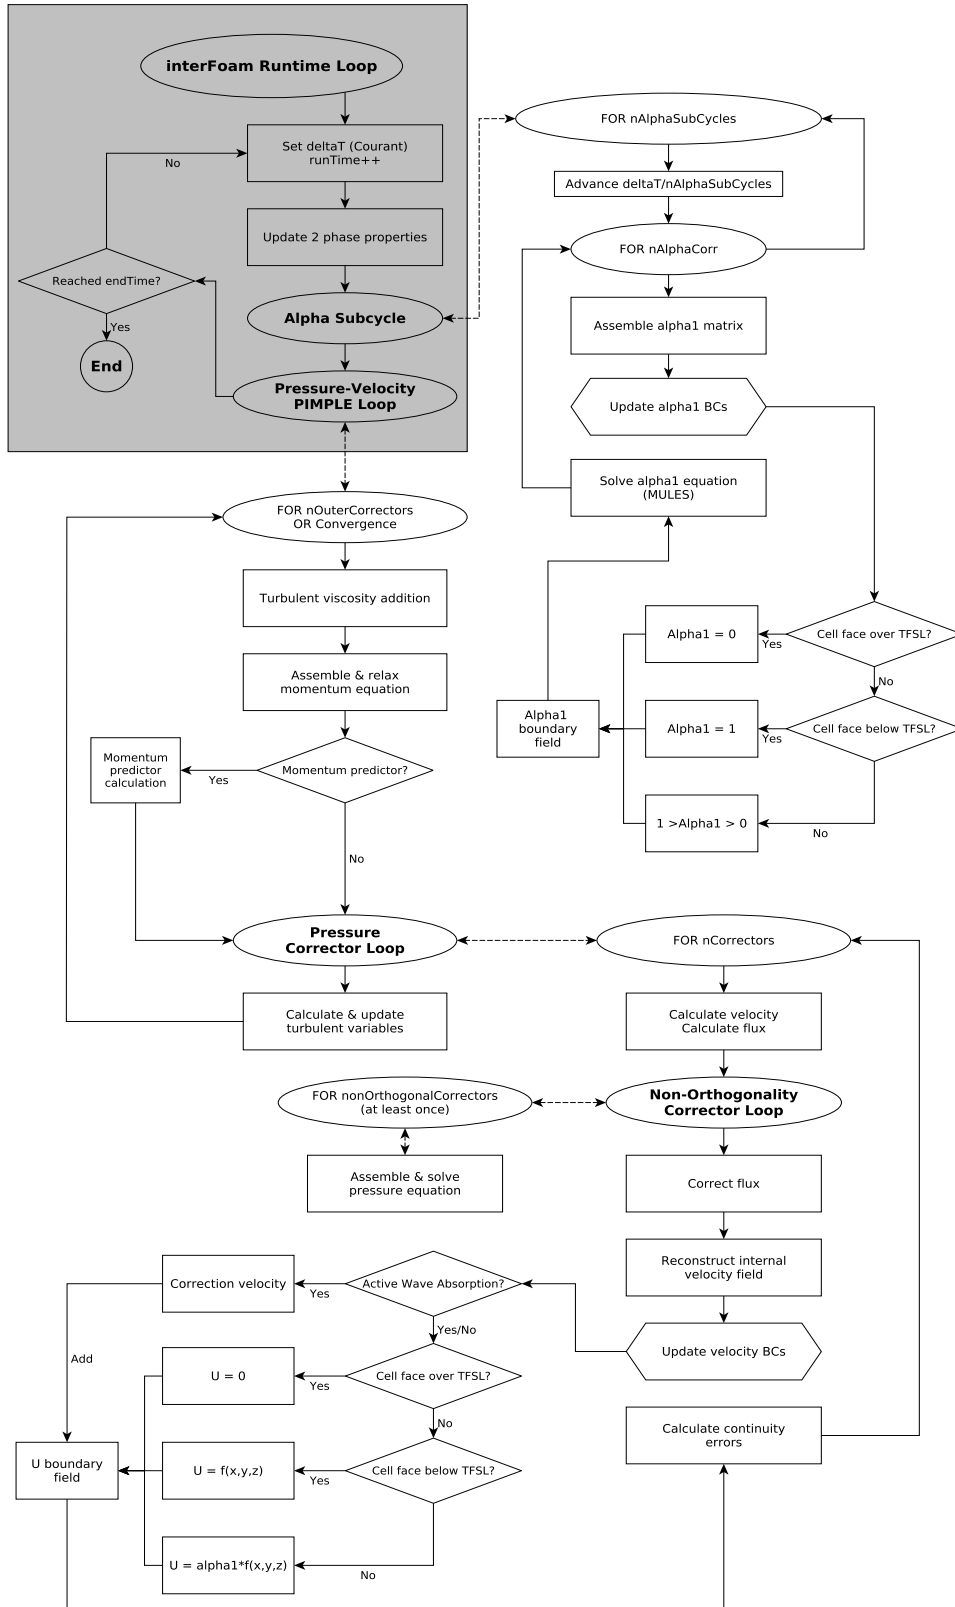 interFoam Runtime Loop
Set deltaT (Courant)
runTime++
No
Update 2 phase properties
Reached endTime?
Yes
End
Alpha Subcycle
Pressure-Velocity
PIMPLE Loop
FOR nAlphaSubCycles
Advance deltaT/nAlphaSubCycles
FOR nAlphaCorr
Assemble alpha1 matrix
Update alpha1 BCs
Solve alpha1 equation
(MULES)
Cell face over TFSL?
Yes
Alpha1 = 0
No
Cell face below TFSL?
Yes
Alpha1 = 1
Alpha1
boundary
field
1 >Alpha1 > 0
No
FOR nOuterCorrectors
OR Convergence
Turbulent viscosity addition
Assemble & relax
momentum equation
Momentum predictor?
Yes
Momentum
predictor
calculation
No
Pressure
Corrector Loop
Calculate & update
turbulent variables
FOR nCorrectors
Calculate velocity
Calculate flux
Non-Orthogonality
Corrector Loop
FOR nonOrthogonalCorrectors
(at least once)
Assemble & solve
pressure equation
Correct flux
Reconstruct internal
velocity field
Update velocity BCs
Calculate continuity
errors
Active Wave Absorption?
Yes
Correction velocity
Yes/No
Add
Cell face over TFSL?
Yes
U = 0
No
Cell face below TFSL?
Yes
U = f(x,y,z)
U boundary
field
U = alpha1*f(x,y,z)
No